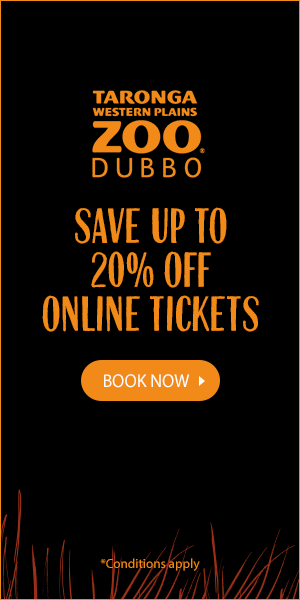 TARONGA
WESTERN PLAINS
ZOO®
DUBBO
SAVE UP TO
20% OFF
ONLINE TICKETS
BOOK NOW
*Conditions apply